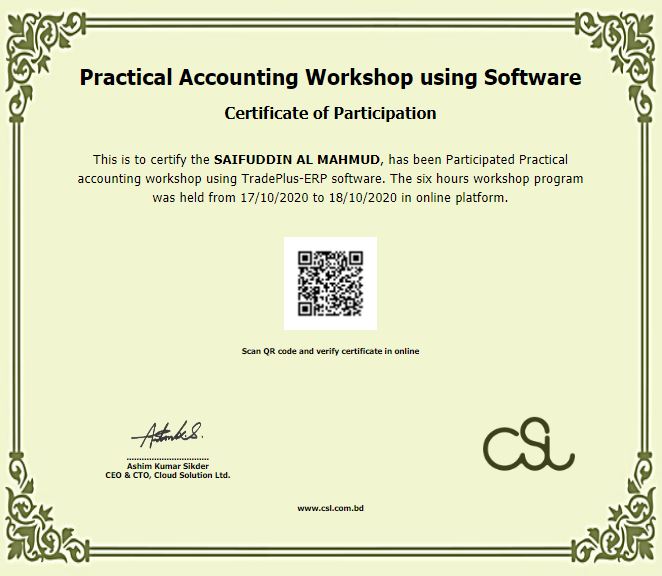 Practical Accounting Workshop using Software
Certificate of Participation
This is to certify the SAIFUDDIN AL MAHMUD, has been Participated Practical
accounting workshop using TradePlus-ERP software. The six hours workshop program
was held from 17/10/2020 to 18/10/2020 in online platform.
Scan QR code and verify certificate in online
Ashim Kumar Sikder
CEO & CTO, Cloud Solution Ltd.
CSL
www.csl.com.bd